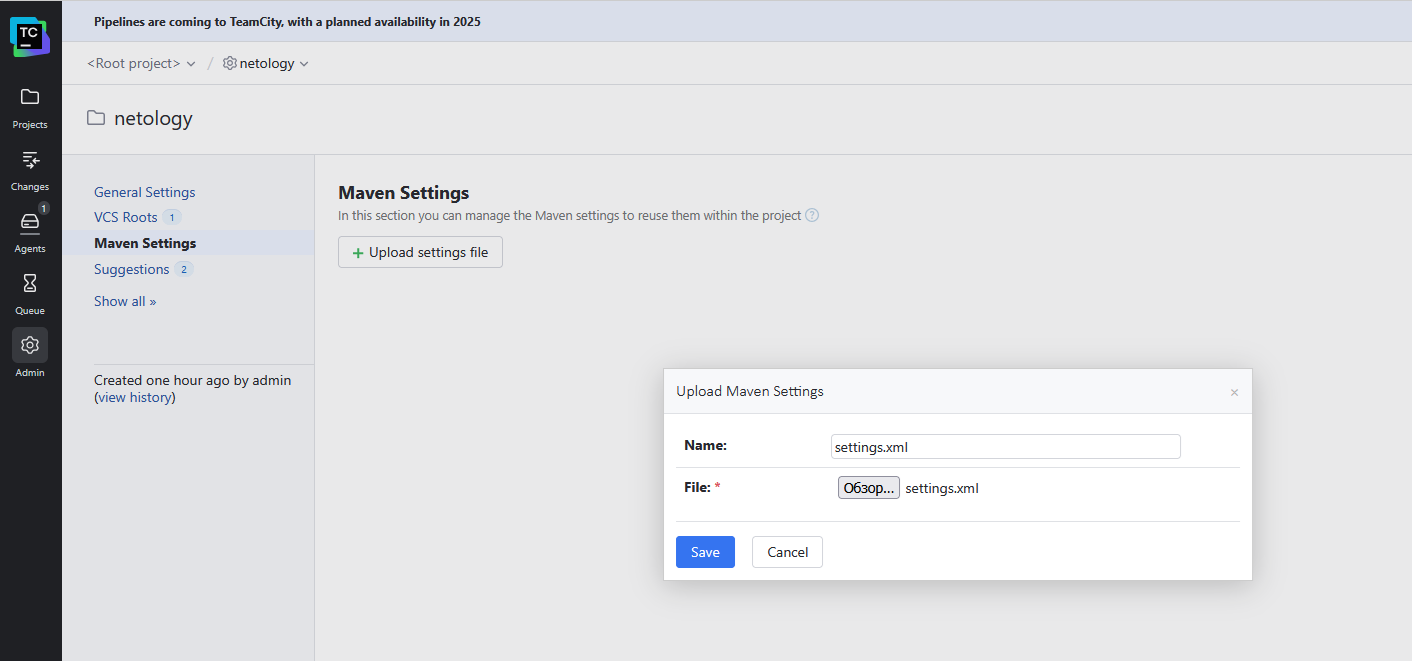 TC
Pipelines are coming to TeamCity, with a planned availability in 2025
<Root project> / netology
netology
Projects
Changes
1
Agents
Queue
Admin
General Settings
VCS Roots 1
Maven Settings
Suggestions 2
Show all »
Created one hour ago by admin
(view history)
Maven Settings
In this section you can manage the Maven settings to reuse them within the project ?
+ Upload settings file
Upload Maven Settings ×
Name: settings.xml
File: * Обзор... settings.xml
Save Cancel